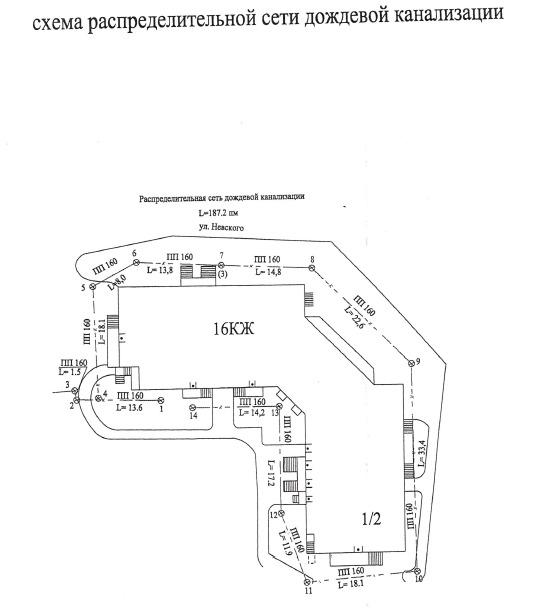 схема распределительной сети дождевой канализации
Распределительная сеть дождевой канализации
L=187.2 пм
ул. Невского
6
ПП 160
L= 13,8
7
(3)
ПП 160
L= 14,8
8
ПП 160
L=8,0
5
ПП 160
L= 18.1
16КЖ
ПП 160
L=22,6
9
ПП 160
L= 1.5
3
2
4
ПП 160
L= 13.6
1
14
ПП 160
L= 14,2
13
ПП 160
L= 17.2
L= 33,4
ПП 160
12
1/2
ПП 160
L= 11.9
11
ПП 160
L= 18.1
10